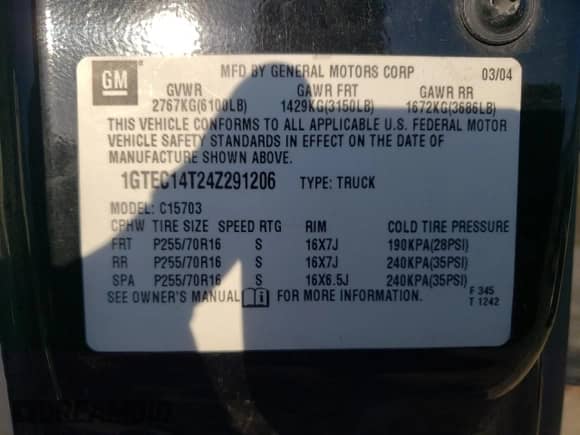 GM
MFD BY GENERAL MOTORS CORP 03/04
GVWR GAWR FRT GAWR RR
2767KG(6100LB) 1429KG(3150LB) 1672KG(3686LB)
THIS VEHICLE CONFORMS TO ALL APPLICABLE U.S. FEDERAL MOTOR
VEHICLE SAFETY STANDARDS IN EFFECT ON THE DATE OF
MANUFACTURE SHOWN ABOVE.
1GTEC14T24Z291206 TYPE: TRUCK
MODEL: C15703
CPHW TIRE SIZE SPEED RTG RIM COLD TIRE PRESSURE
FRT P255/70R16 S 16X7J 190KPA(28PSI)
RR P255/70R16 S 16X7J 240KPA(35PSI)
SPA P255/70R16 S 16X6.5J 240KPA(35PSI)
SEE OWNER'S MANUAL FOR MORE INFORMATION.
F 345
T 1242